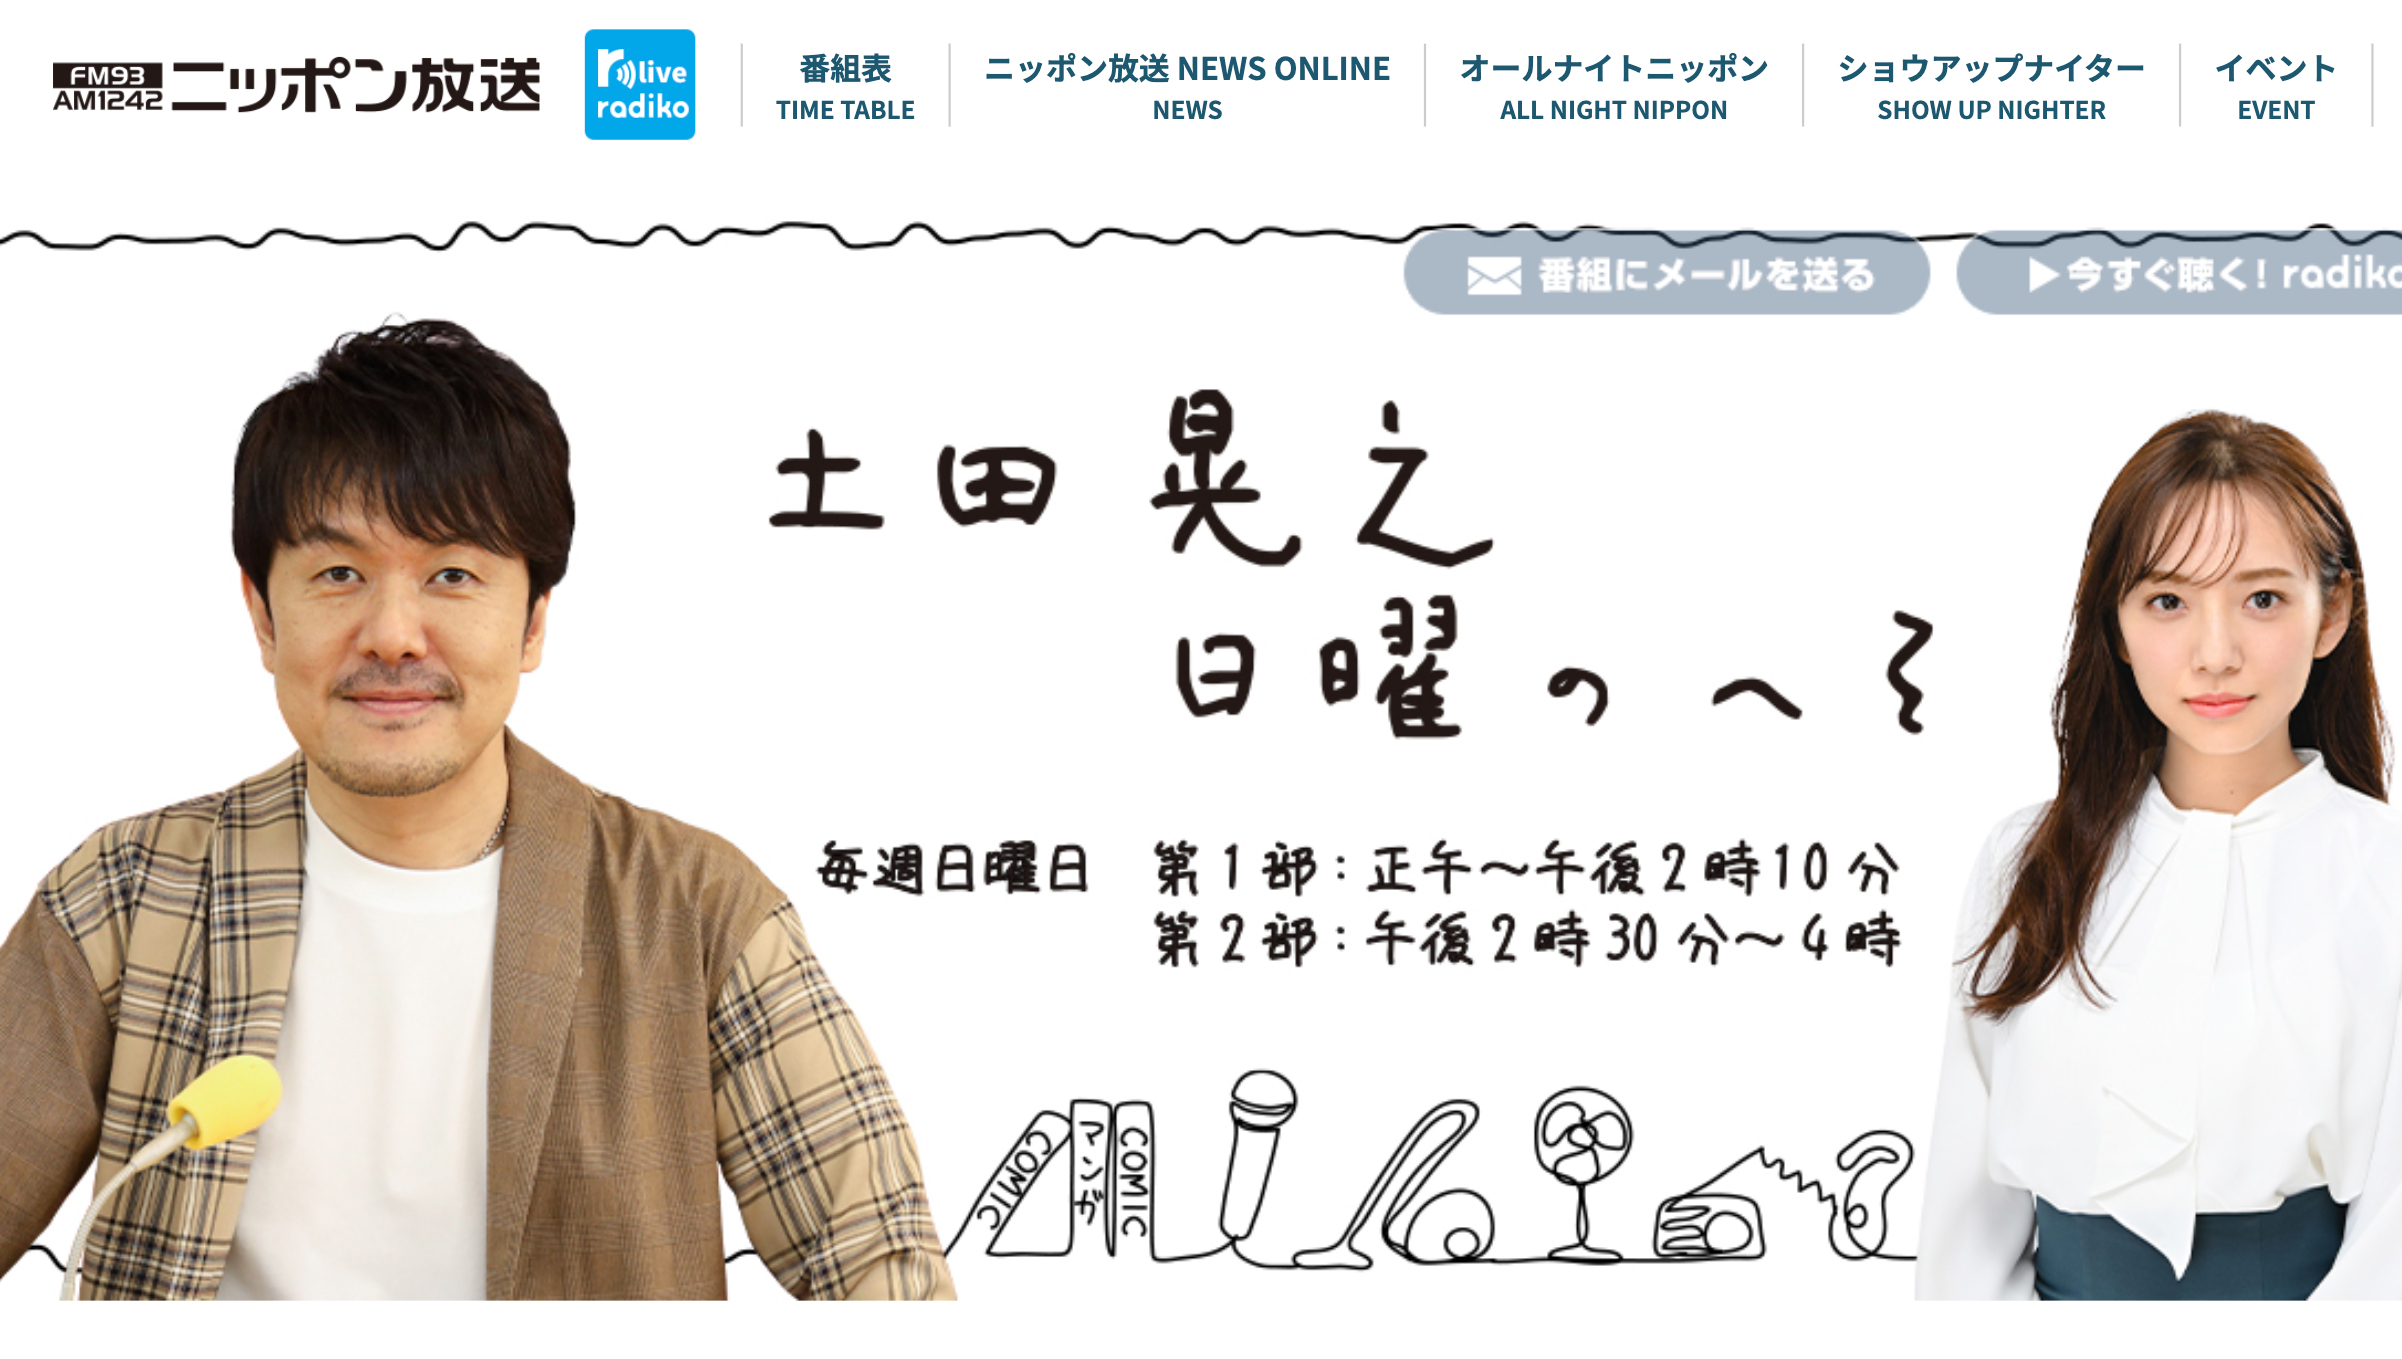 FM93
AM1242
ニッポン放送
live
radiko
番組表
TIME TABLE
ニッポン放送 NEWS ONLINE
NEWS
オールナイトニッポン
ALL NIGHT NIPPON
ショウアップナイター
SHOW UP NIGHTER
イベント
EVENT
番組にメールを送る
▶今すぐ聴く! radiko
土田晃之
日曜のへそ
毎週日曜日 第1部:正午〜午後2時10分
第2部:午後2時30分〜4時
COMIC
マンガ
COMIC